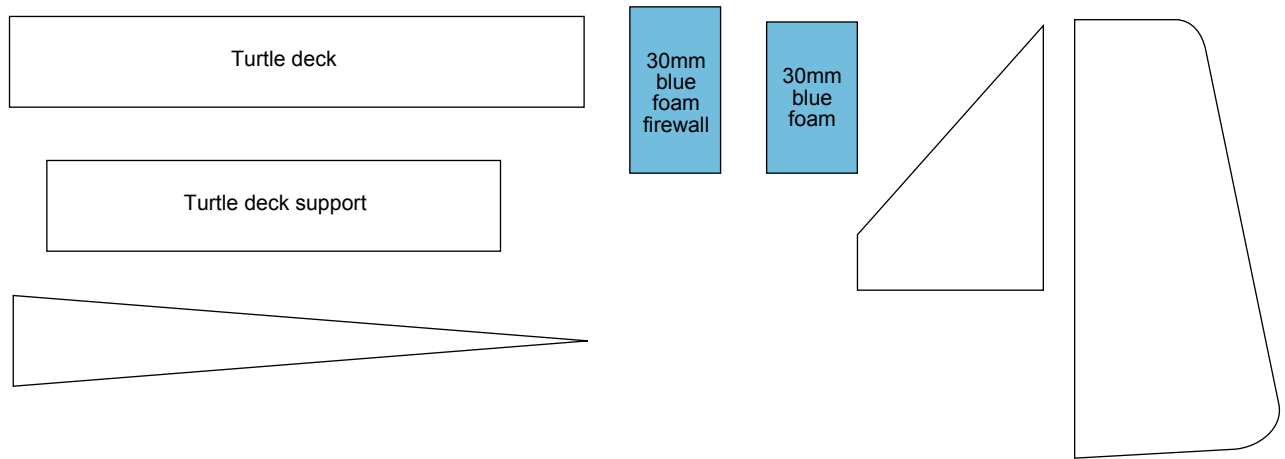 Turtle deck
30mm
blue
foam
firewall
30mm
blue
foam
Turtle deck support